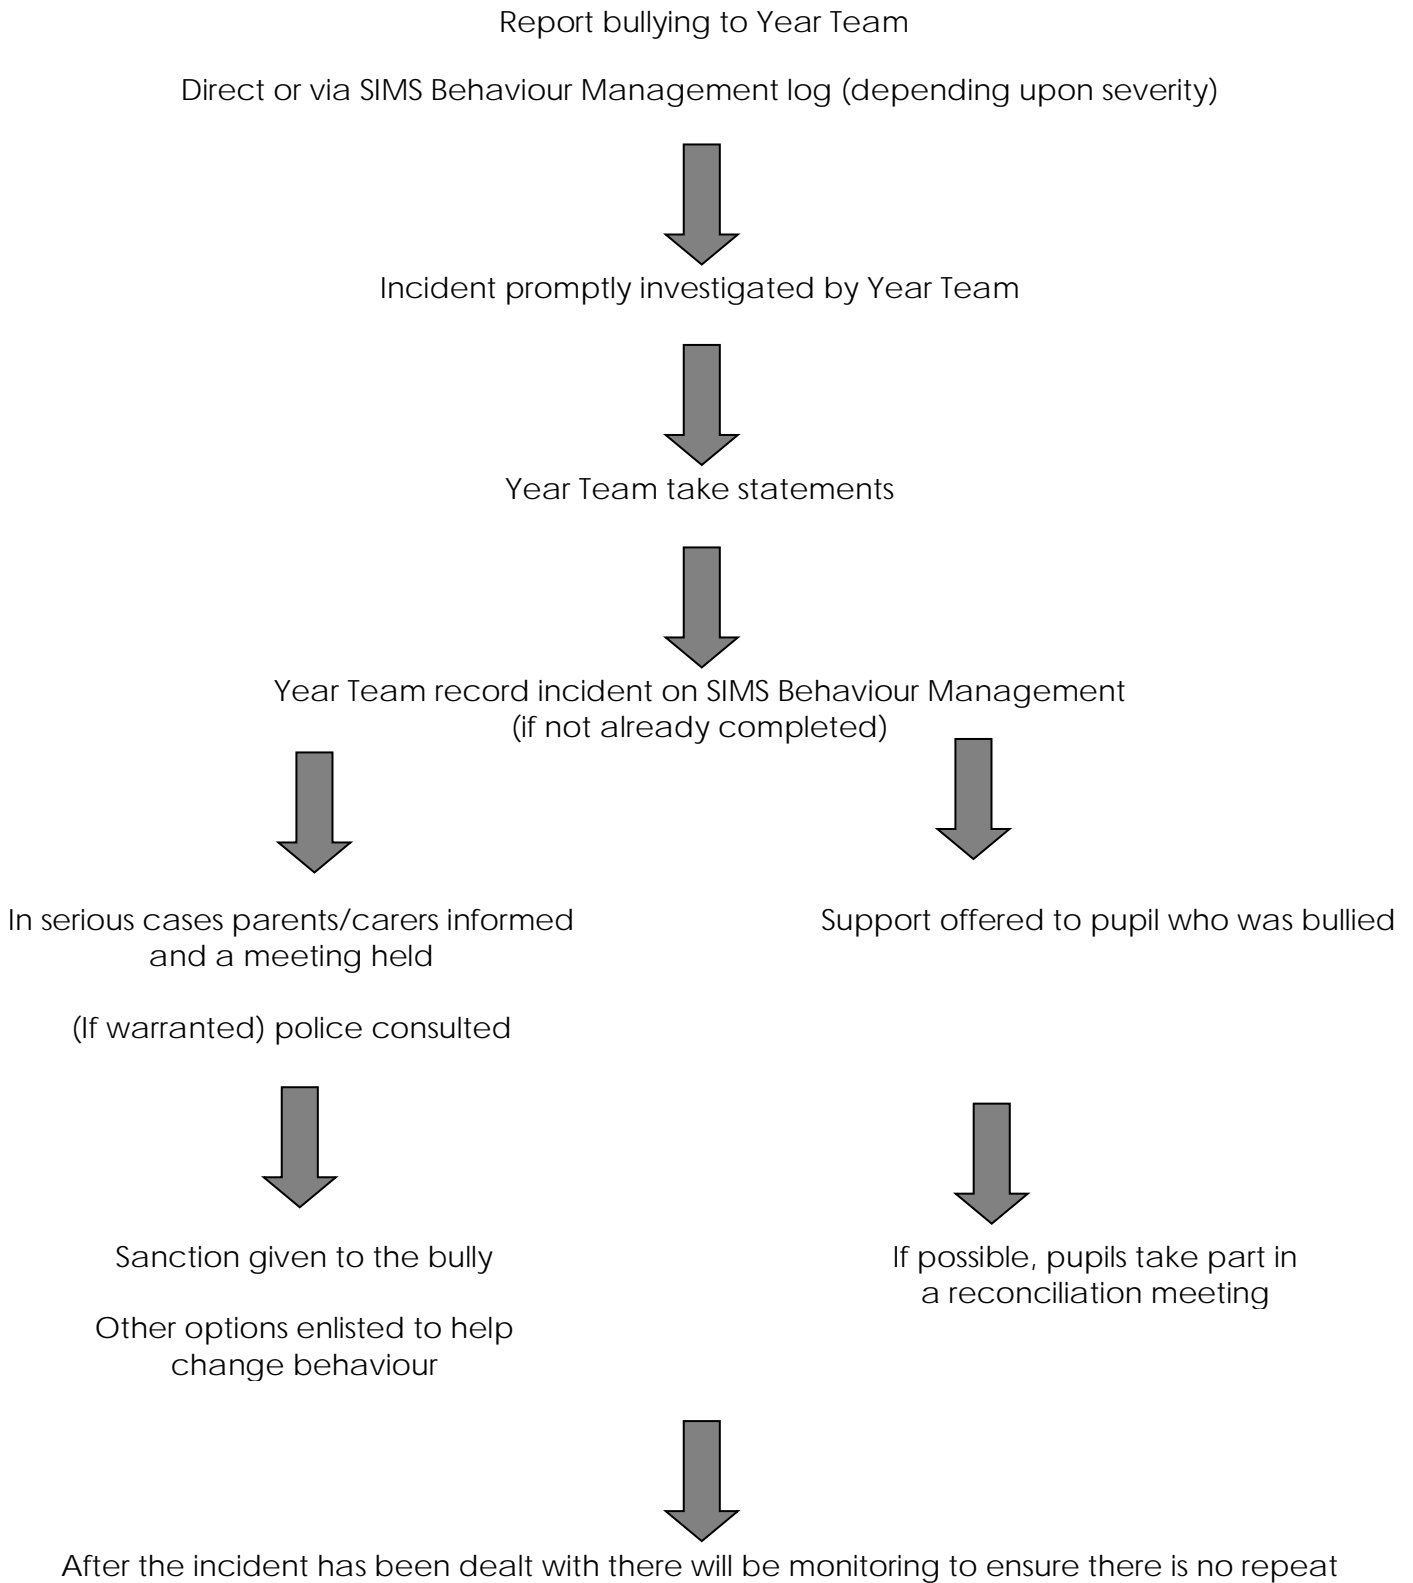 Report bullying to Year Team
Direct or via SIMS Behaviour Management log (depending upon severity)
Incident promptly investigated by Year Team
Year Team take statements
Year Team record incident on SIMS Behaviour Management
(if not already completed)
In serious cases parents/carers informed
and a meeting held
(If warranted) police consulted
Support offered to pupil who was bullied
Sanction given to the bully
Other options enlisted to help
change behaviour
If possible, pupils take part in
a reconciliation meeting
After the incident has been dealt with there will be monitoring to ensure there is no repeat